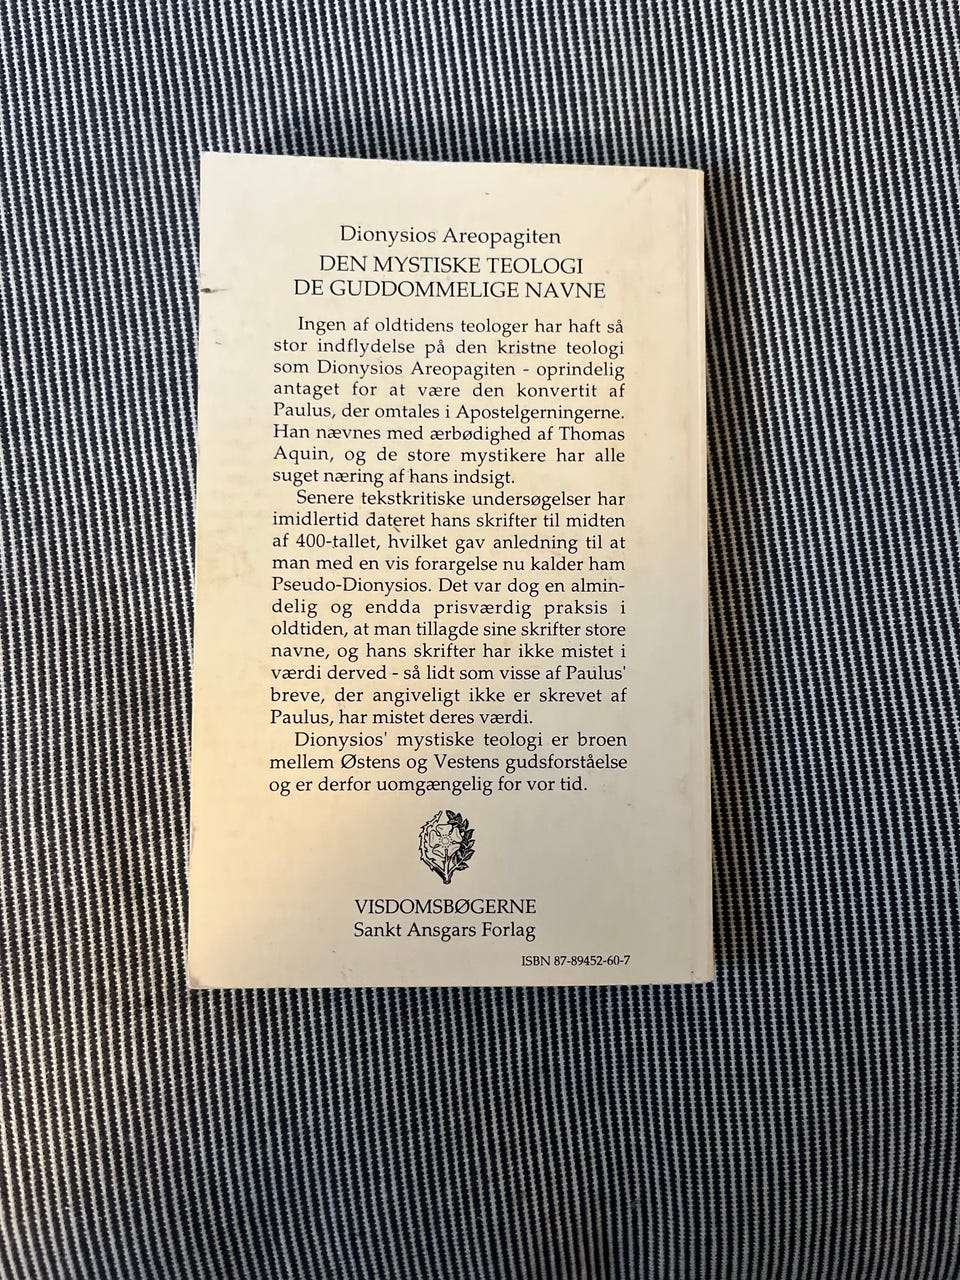 Dionysios Areopagiten
DEN MYSTISKE TEOLOGI
DE GUDDOMMELIGE NAVNE
Ingen af oldtidens teologer har haft så
stor indflydelse på den kristne teologi
som Dionysios Areopagiten - oprindelig
antaget for at være den konvertit af
Paulus, der omtales i Apostelgerningerne.
Han nævnes med ærbødighed af Thomas
Aquin, og de store mystikere har alle
suget næring af hans indsigt.
Senere tekstkritiske undersøgelser har
imidlertid dateret hans skrifter til midten
af 400-tallet, hvilket gav anledning til at
man med en vis forargelse nu kalder ham
Pseudo-Dionysios. Det var dog en almin-
delig og endda prisværdig praksis i
oldtiden, at man tillagde sine skrifter store
navne, og hans skrifter har ikke mistet i
værdi derved - så lidt som visse af Paulus'
breve, der angiveligt ikke er skrevet af
Paulus, har mistet deres værdi.
Dionysios' mystiske teologi er broen
mellem Østens og Vestens gudsforståelse
og er derfor uomgængelig for vor tid.
VISDOMSBØGERNE
Sankt Ansgars Forlag
ISBN 87-89452-60-7